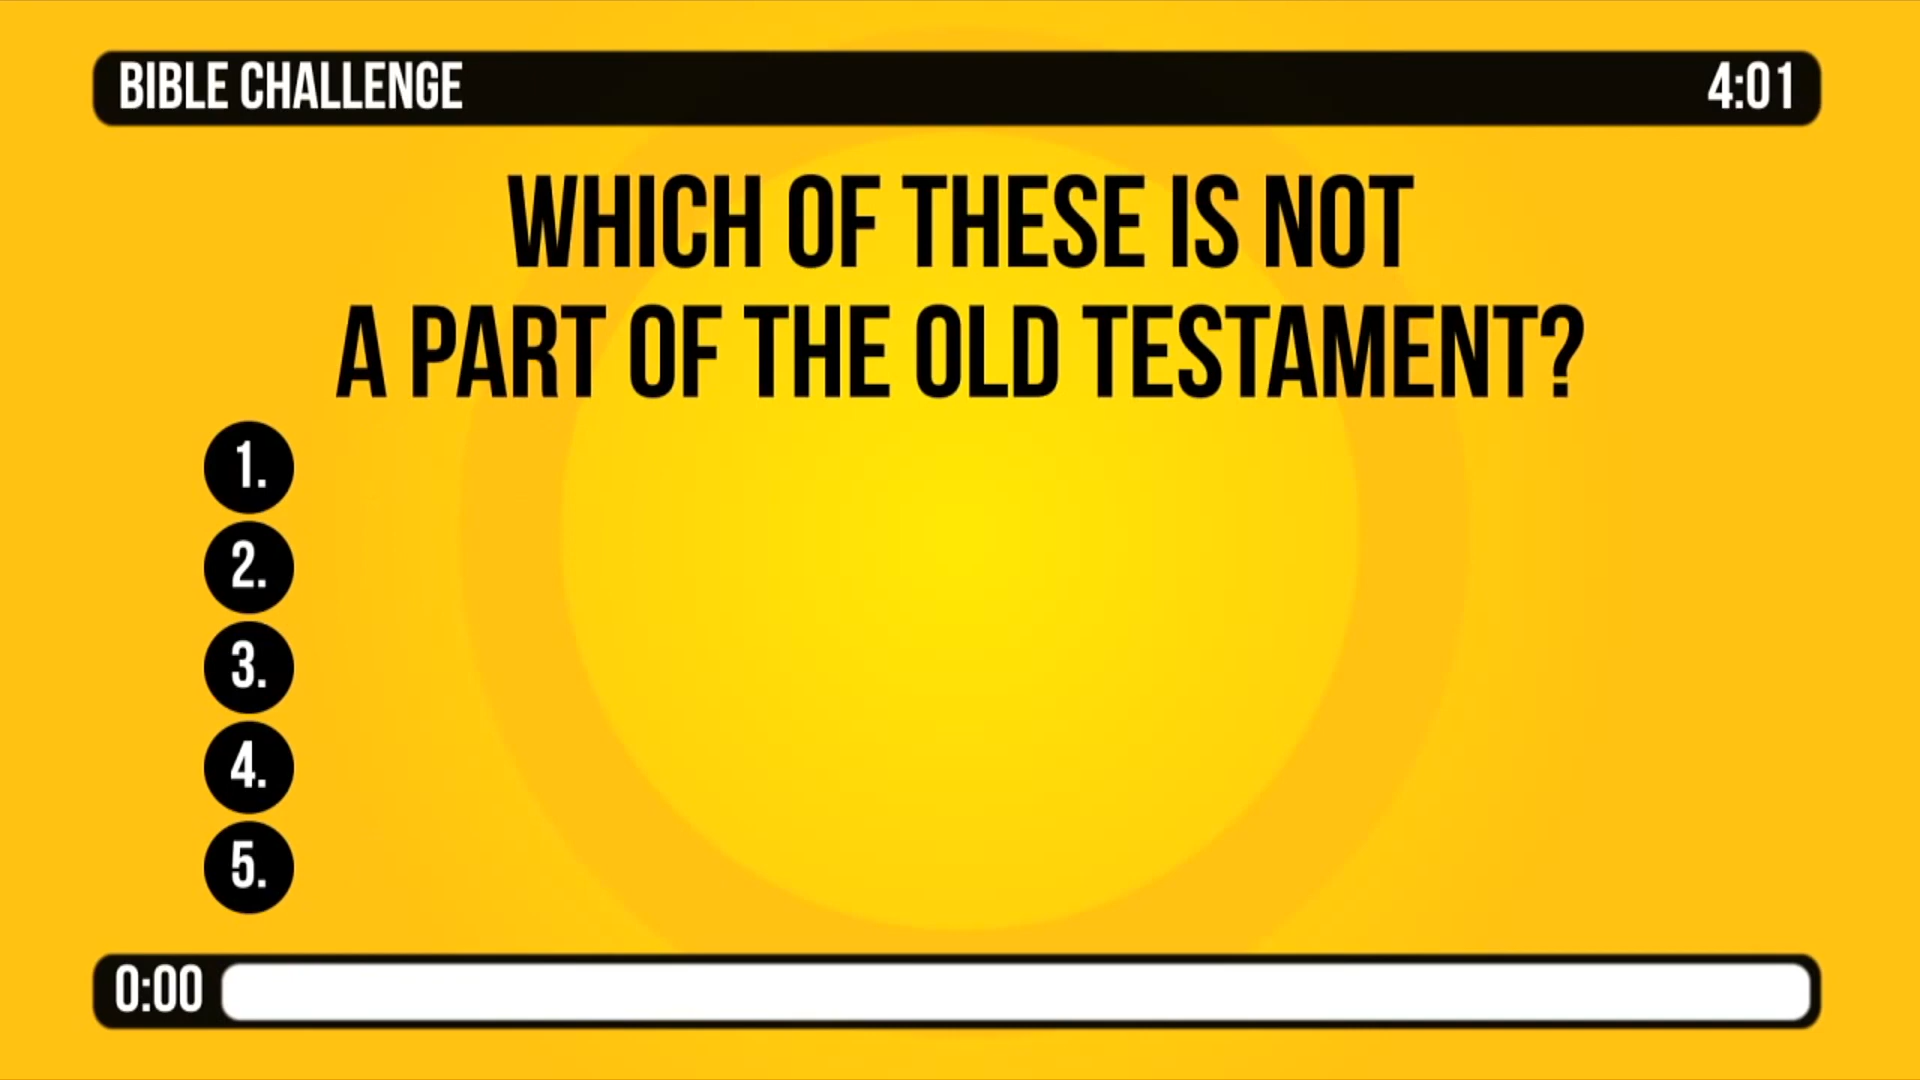 BIBLE CHALLENGE
4:01
WHICH OF THESE IS NOT
A PART OF THE OLD TESTAMENT?
1.
2.
3.
4.
5.
0:00